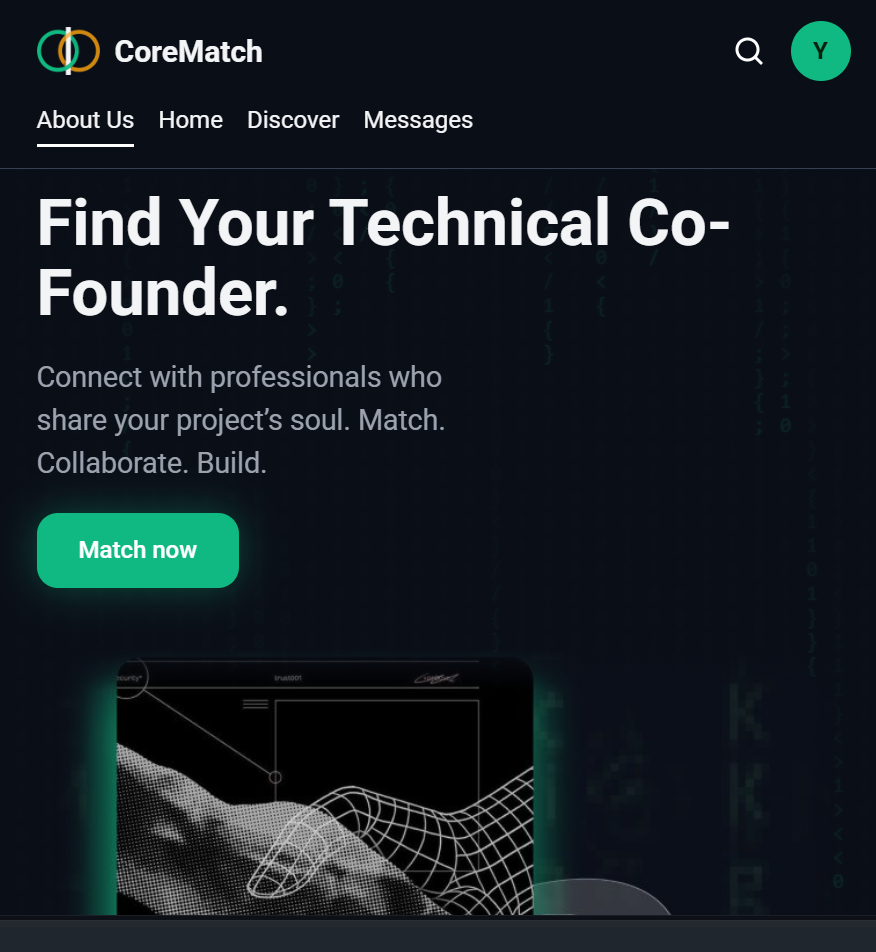 CoreMatch
Y
About Us Home Discover Messages
Find Your Technical Co-
Founder.
Connect with professionals who
share your project’s soul. Match.
Collaborate. Build.
Match now